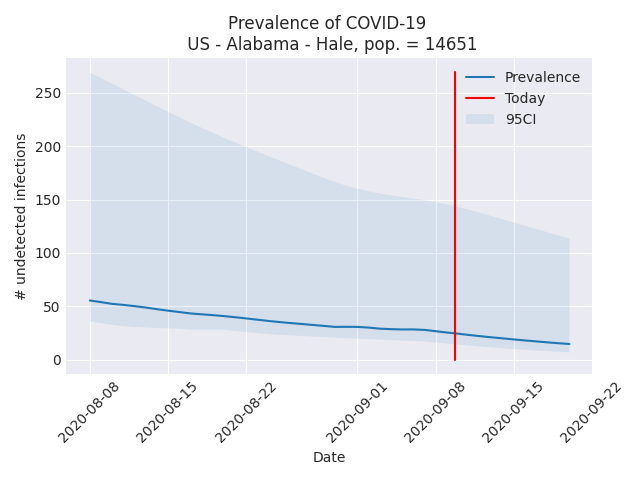 Prevalence of COVID-19
US - Alabama - Hale, pop. = 14651
Prevalence
Today
95CI
250
200
150
100
50
0
# undetected infections
2020-08-08
2020-08-15
2020-08-22
2020-09-01
2020-09-08
2020-09-15
2020-09-22
Date